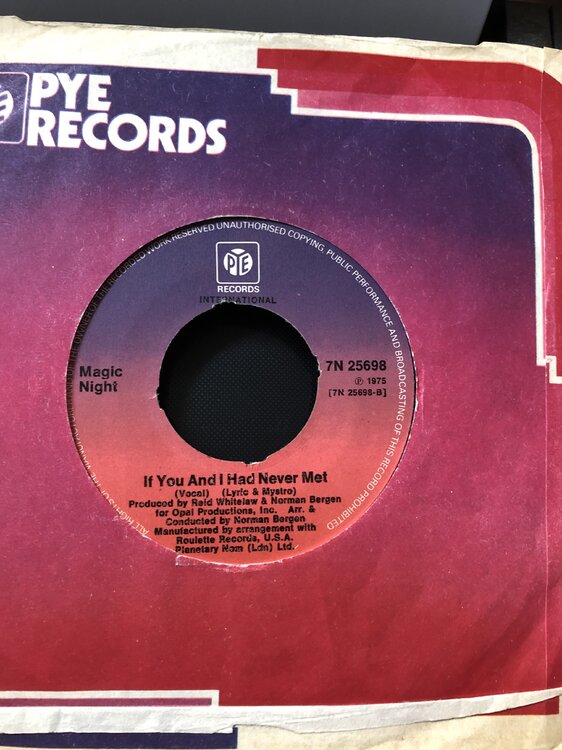 PYE
RECORDS
WORK RESERVED UNAUTHORISED COPYING, PUBLIC PERFORMANCE AND BROADCASTING OF THIS RECORD PROHIBITED
PYE
RECORDS
INTERNATIONAL
Magic
Night
7N 25698
℗ 1975
[7N 25698-B]
If You And I Had Never Met
(Vocal) (Lyric & Mystro)
Produced by Reid Whitelaw & Norman Bergen
for Opal Productions, Inc. Arr. &
Conducted by Norman Bergen
Manufactured by arrangement with
Roulette Records, U.S.A.
Planetary Nom (Ldn) Ltd.